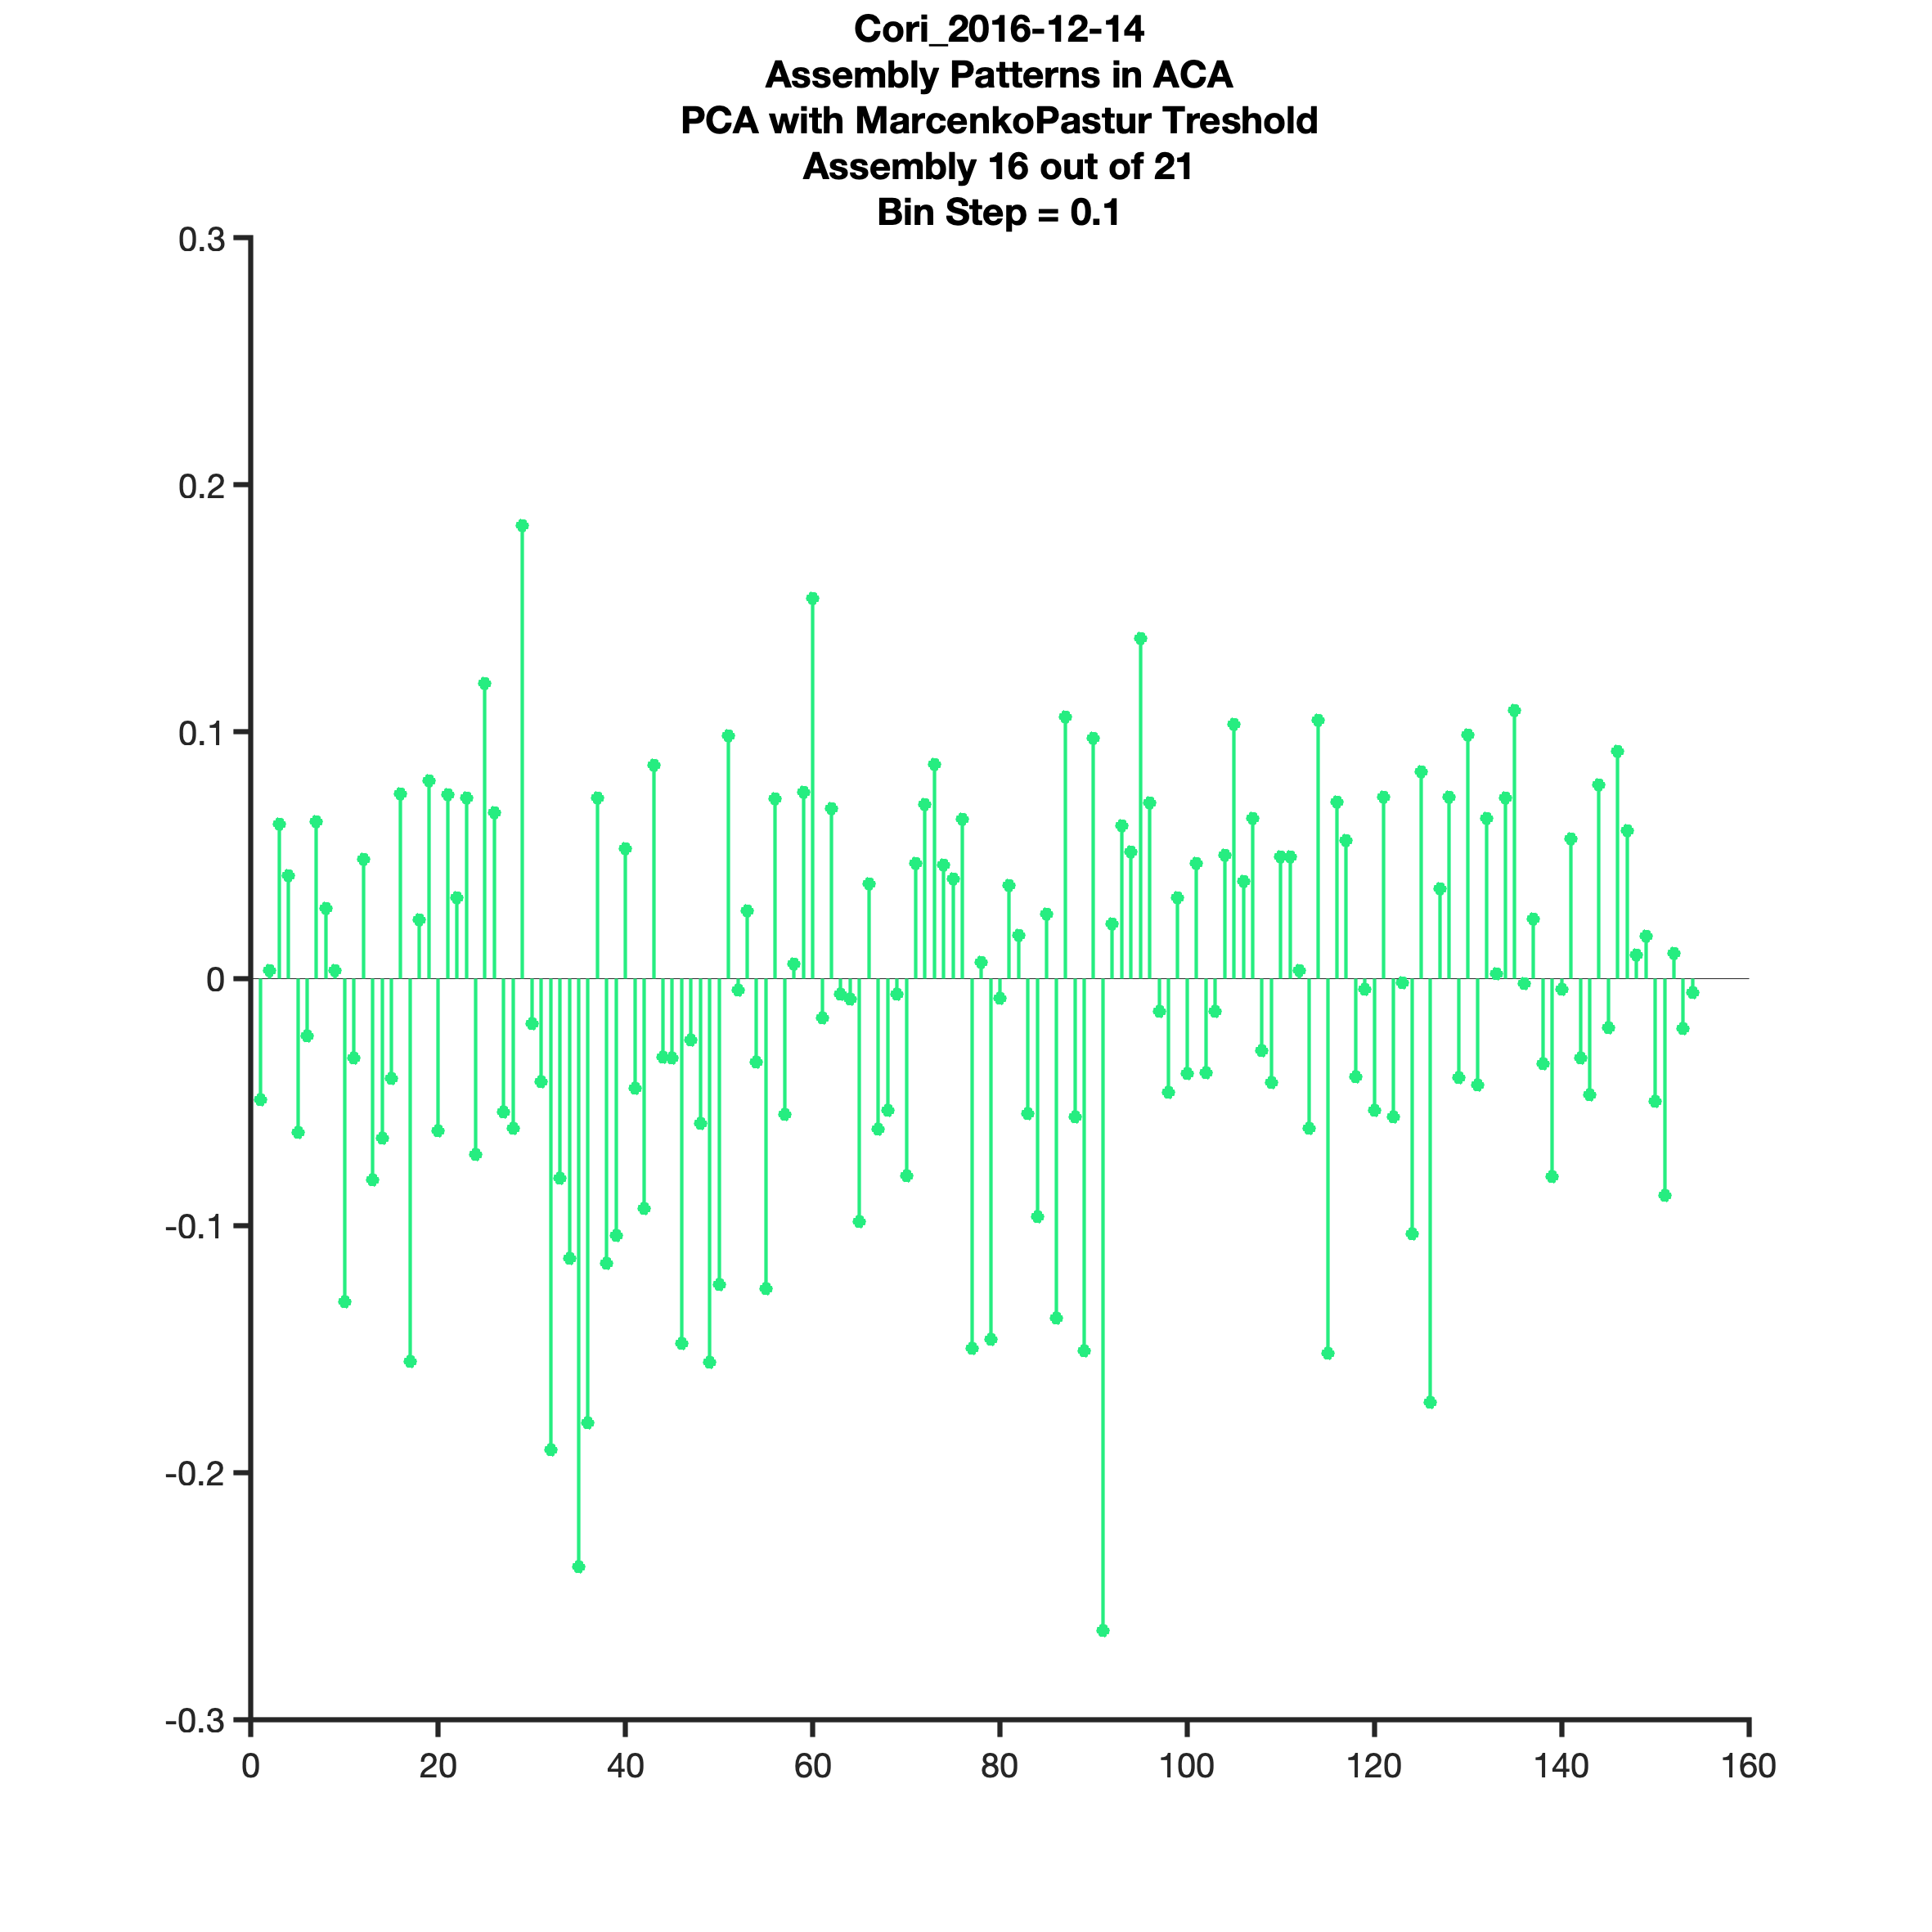 Cori_2016-12-14
Assembly Patterns in ACA
PCA with MarcenkoPastur Treshold
Assembly 16 out of 21
Bin Step = 0.1
0.3
0.2
0.1
0
-0.1
-0.2
-0.3
0 20 40 60 80 100 120 140 160